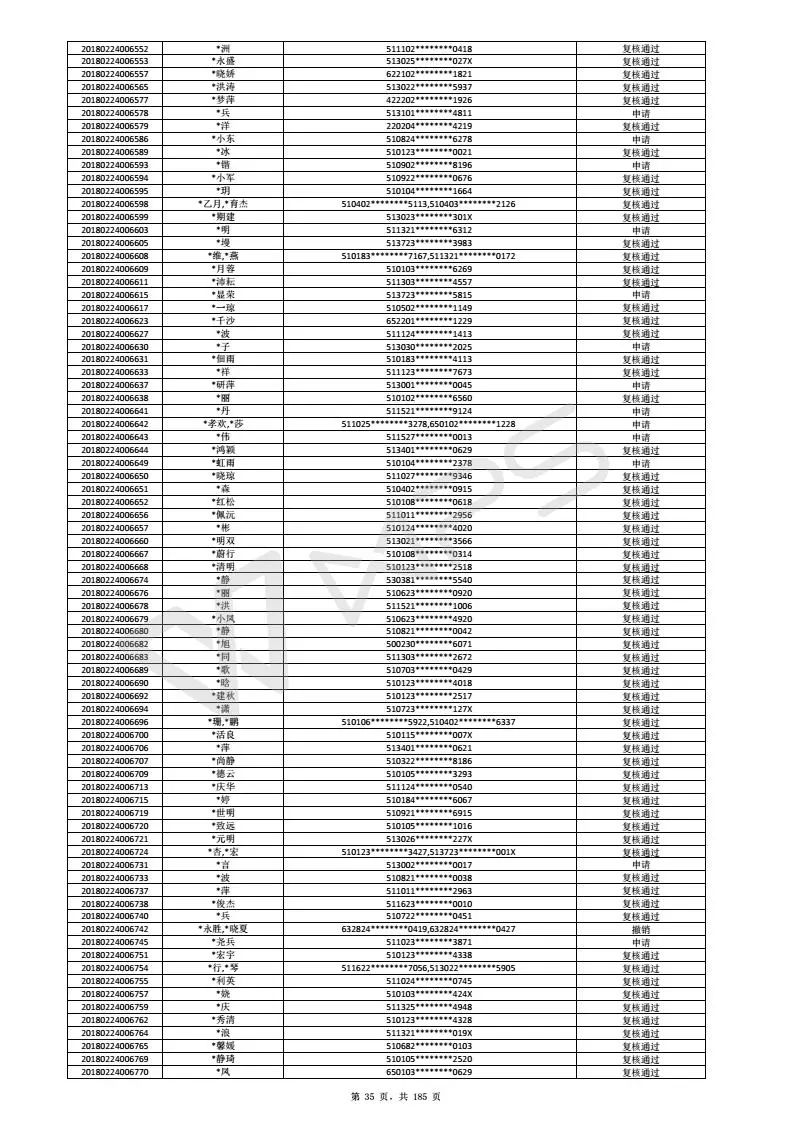 20180224006552 *洲 511102********0418 复核通过
20180224006553 *永盛 513025********027X 复核通过
20180224006557 *晓娇 622102********1821 复核通过
20180224006565 *洪涛 513022********5937 复核通过
20180224006577 *梦萍 422202********1926 复核通过
20180224006578 *兵 513101********4811 申请
20180224006579 *洋 220204********4219 复核通过
20180224006586 *小东 510824********6278 申请
20180224006589 *冰 510123********0021 复核通过
20180224006593 *锴 510902********8196 申请
20180224006594 *小军 510922********0676 复核通过
20180224006595 *玥 510104********1664 复核通过
20180224006598 *乙月,*育杰 510402********5113,510403********2126 复核通过
20180224006599 *期建 513023********301X 复核通过
20180224006603 *明 511321********6312 申请
20180224006605 *墁 513723********3983 复核通过
20180224006608 *维,*燕 510183********7167,511321********0172 复核通过
20180224006609 *月蓉 510103********6269 复核通过
20180224006611 *沛耘 511303********4557 复核通过
20180224006615 *显荣 513723********5815 申请
20180224006617 *一琼 510502********1149 复核通过
20180224006623 *千沙 652201********1229 复核通过
20180224006627 *波 511124********1413 复核通过
20180224006630 *子 513030********2025 申请
20180224006631 *佃雨 510183********4113 复核通过
20180224006633 *祥 511123********7673 复核通过
20180224006637 *研萍 513001********0045 申请
20180224006638 *丽 510102********6560 复核通过
20180224006641 *丹 511521********9124 申请
20180224006642 *孝欢,*莎 511025********3278,650102********1228 申请
20180224006643 *伟 511527********0013 申请
20180224006644 *鸿颖 513401********0629 复核通过
20180224006649 *虹雨 510104********2378 申请
20180224006650 *晓琼 511027********9346 复核通过
20180224006651 *森 510402********0915 复核通过
20180224006652 *红松 510108********0618 复核通过
20180224006656 *佩沅 511011********2956 复核通过
20180224006657 *彬 510124********4020 复核通过
20180224006660 *明双 513021********3566 复核通过
20180224006667 *蔚行 510108********0314 复核通过
20180224006668 *清明 510123********2518 复核通过
20180224006674 *静 530381********5540 复核通过
20180224006676 *丽 510623********0920 复核通过
20180224006678 *洪 511521********1006 复核通过
20180224006679 *小凤 510623********4920 复核通过
20180224006680 *静 510821********0042 复核通过
20180224006682 *旭 500230********6071 复核通过
20180224006683 *同 511303********2672 复核通过
20180224006689 *歌 510703********0429 复核通过
20180224006690 *晗 510123********4018 复核通过
20180224006692 *建秋 510123********2517 复核通过
20180224006694 *潇 510723********127X 复核通过
20180224006696 *珊,*鹏 510106********5922,510402********6337 复核通过
20180224006700 *活良 510115********007X 复核通过
20180224006706 *萍 513401********0621 复核通过
20180224006707 *尚静 510322********8186 复核通过
20180224006709 *德云 510105********3293 复核通过
20180224006713 *庆华 511124********0540 复核通过
20180224006715 *婷 510184********6067 复核通过
20180224006719 *世明 510921********6915 复核通过
20180224006720 *致远 510105********1016 复核通过
20180224006721 *元明 513026********227X 复核通过
20180224006724 *杏,*宏 510123********3427,513723********001X 复核通过
20180224006731 *言 513002********0017 申请
20180224006733 *波 510821********0038 复核通过
20180224006737 *萍 511011********2963 复核通过
20180224006738 *俊杰 511623********0010 复核通过
20180224006740 *兵 510722********0451 复核通过
20180224006742 *永胜,*晓夏 632824********0419,632824********0427 撤销
20180224006745 *尧兵 511023********3871 申请
20180224006751 *宏宇 510123********4338 复核通过
20180224006754 *行,*琴 511622********7056,513022********5905 复核通过
20180224006755 *利英 511024********0745 复核通过
20180224006757 *娆 510103********424X 复核通过
20180224006759 *庆 511325********4948 复核通过
20180224006762 *秀清 510123********4328 复核通过
20180224006764 *浪 511321********019X 复核通过
20180224006765 *馨媛 510682********0103 复核通过
20180224006769 *静琦 510105********2520 复核通过
20180224006770 *凤 650103********0629 复核通过
第 35 页，共 185 页